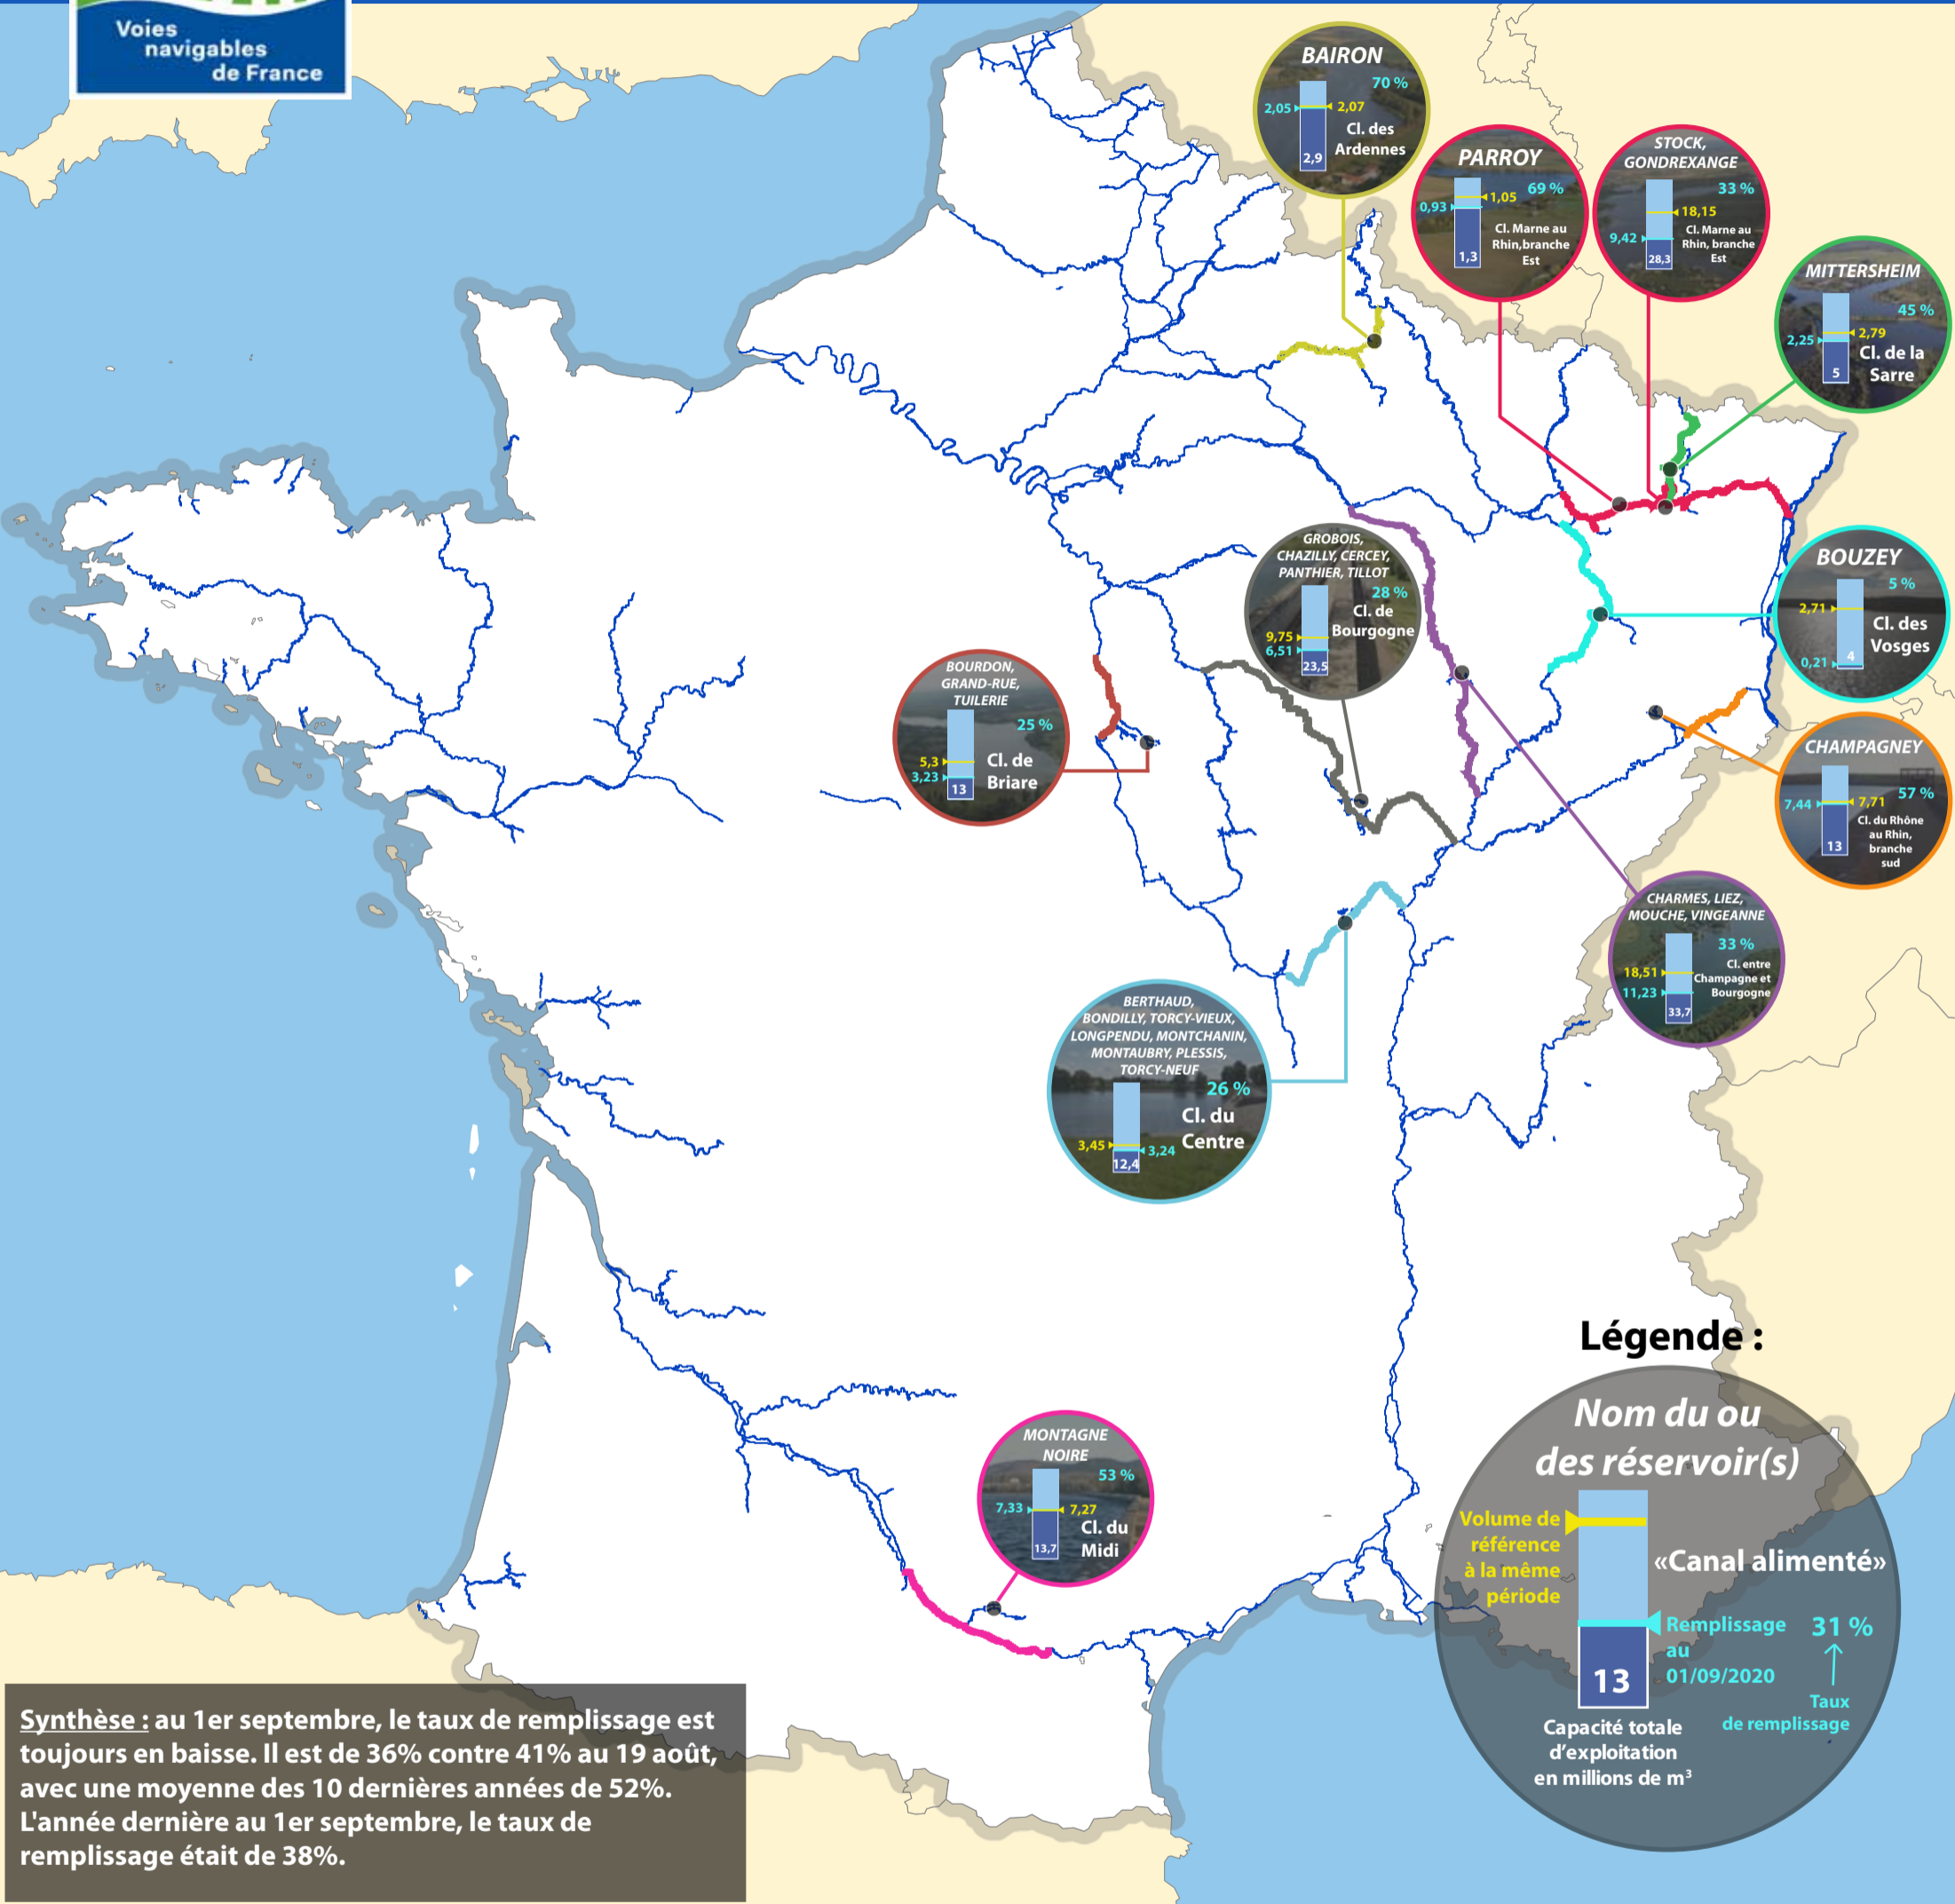 Voies
navigables
de France
BAIRON
70 %
2,05
2,07
Cl. des
Ardennes
2,9
PARROY
69 %
1,05
0,93
Cl. Marne au
Rhin,branche
Est
1,3
STOCK,
GONDREXANGE
33 %
18,15
9,42
Cl. Marne au
Rhin, branche
Est
28,3
MITTERSHEIM
45 %
2,79
2,25
Cl. de la
Sarre
5
GROBOIS,
CHAZILLY, CERCEY,
PANTHIER, TILLOT
28 %
Cl. de
Bourgogne
9,75
6,51
23,5
BOUZEY
5 %
2,71
Cl. des
Vosges
0,21
4
BOURDON,
GRAND-RUE,
TUILERIE
25 %
5,3
3,23
Cl. de
Briare
13
CHAMPAGNEY
57 %
7,44
7,71
Cl. du Rhône
au Rhin,
branche
sud
13
CHARMES, LIEZ,
MOUCHE, VINGEANNE
33 %
18,51
Cl. entre
Champagne et
Bourgogne
11,23
33,7
BERTHAUD,
BONDILLY, TORCY-VIEUX,
LONGPENDU, MONTCHANIN,
MONTAUBRY, PLESSIS,
TORCY-NEUF
26 %
Cl. du
Centre
3,45
3,24
12,4
MONTAGNE
NOIRE
53 %
7,33
7,27
Cl. du
Midi
13,7
Légende :
Nom du ou
des réservoir(s)
Volume de
référence
à la même
période
«Canal alimenté»
Remplissage
au
01/09/2020
31 %
Taux
de remplissage
13
Capacité totale
d'exploitation
en millions de m³
Synthèse : au 1er septembre, le taux de remplissage est
toujours en baisse. Il est de 36% contre 41% au 19 août,
avec une moyenne des 10 dernières années de 52%.
L'année dernière au 1er septembre, le taux de
remplissage était de 38%.